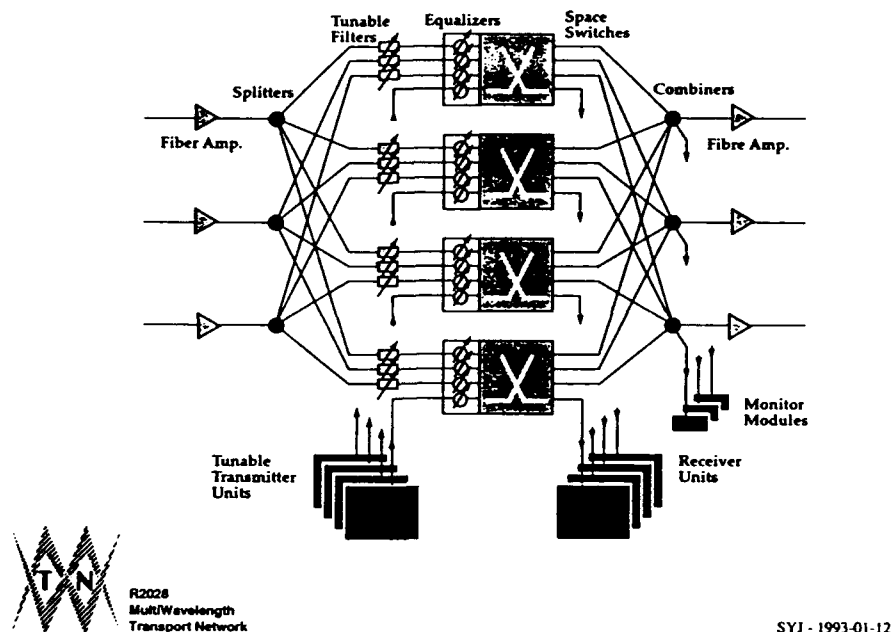 Tunable
Filters
Equalizers
Space
Switches
Splitters
Combiners
Fiber Amp.
Fibre Amp.
Monitor
Modules
Tunable
Transmitter
Units
Receiver
Units
T N
R2028
MultiWavelength
Transport Network
SYJ - 1993-01-12